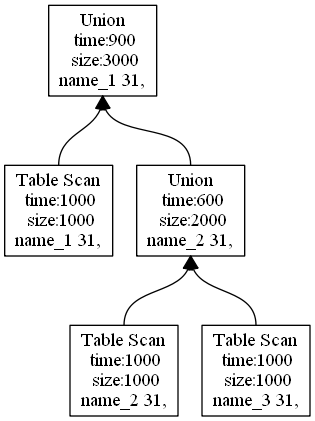 Union
time:900
size:3000
name_1 31,
Table Scan
time:1000
size:1000
name_1 31,
Union
time:600
size:2000
name_2 31,
Table Scan
time:1000
size:1000
name_2 31,
Table Scan
time:1000
size:1000
name_3 31,